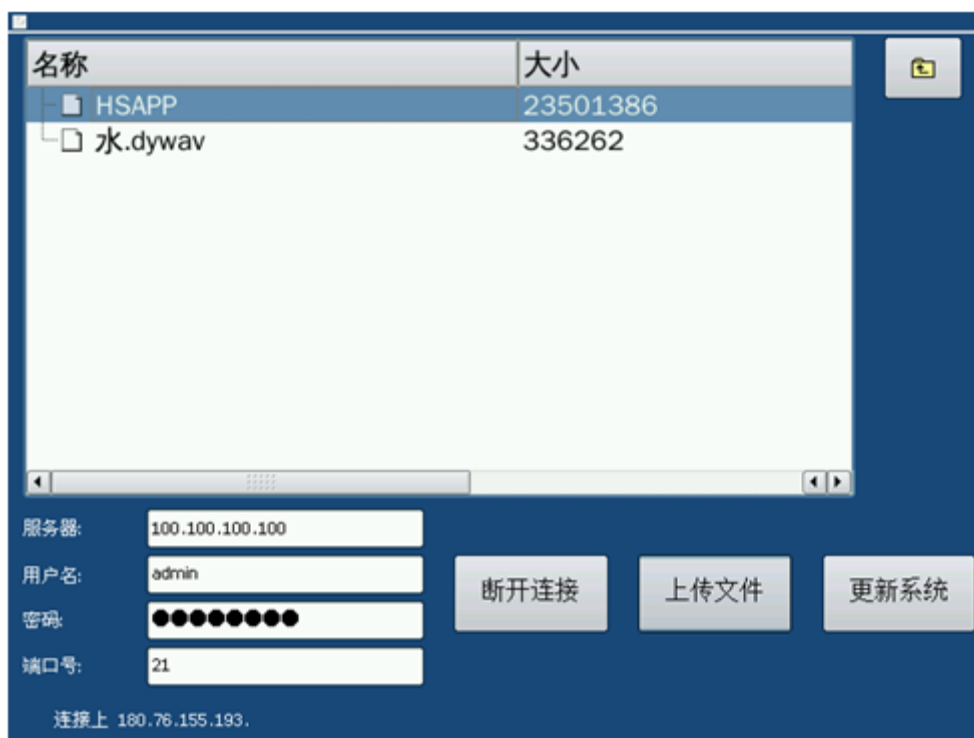 名称 大小
HSAPP 23501386
水.dywav 336262
服务器: 100.100.100.100
用户名: admin
密码: ●●●●●●●●
端口号: 21
断开连接 上传文件 更新系统
连接上 180.76.155.193.